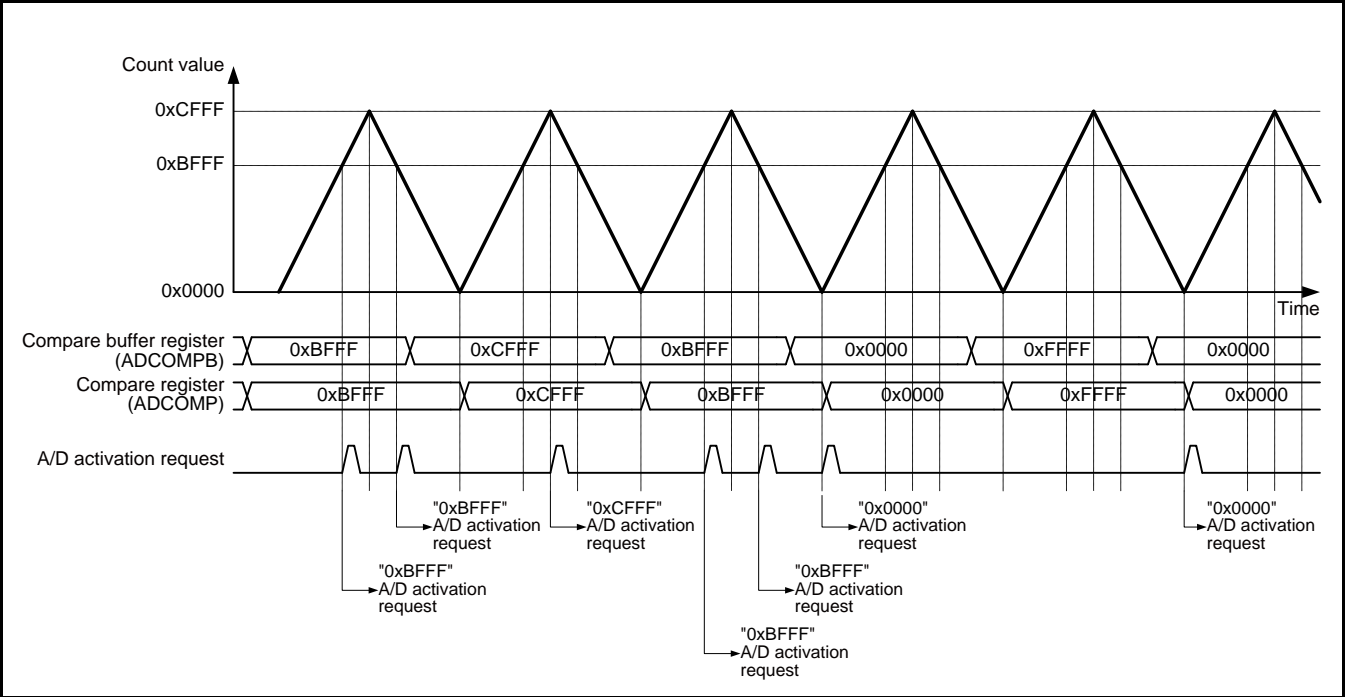 Count value
0xCFFF
0xBFFF
0x0000
Time
Compare buffer register
(ADCOMPB)
0xBFFF
0xCFFF
0xBFFF
0x0000
0xFFFF
0x0000
Compare register
(ADCOMP)
0xBFFF
0xCFFF
0xBFFF
0x0000
0xFFFF
0x0000
A/D activation request
"0xBFFF"
A/D activation
request
"0xCFFF"
A/D activation
request
"0x0000"
A/D activation
request
"0x0000"
A/D activation
request
"0xBFFF"
A/D activation
request
"0xBFFF"
A/D activation
request
"0xBFFF"
A/D activation
request